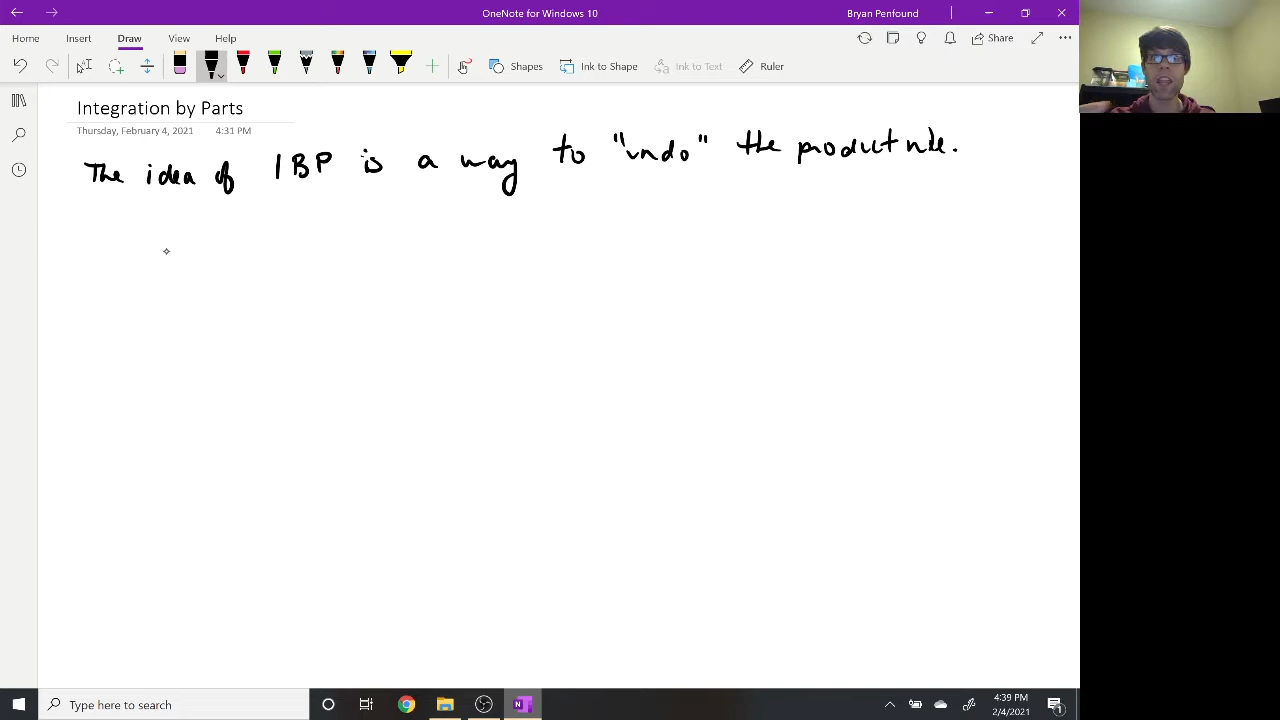 OneNote for Windows 10
Bryan Penfound
Home Insert Draw View Help
Share
Shapes Ink to Shape Ink to Text Ruler
Integration by Parts
Thursday, February 4, 2021 4:31 PM
The idea of IBP is a way to "undo" the product rule.
Type here to search
4:39 PM
2/4/2021
1